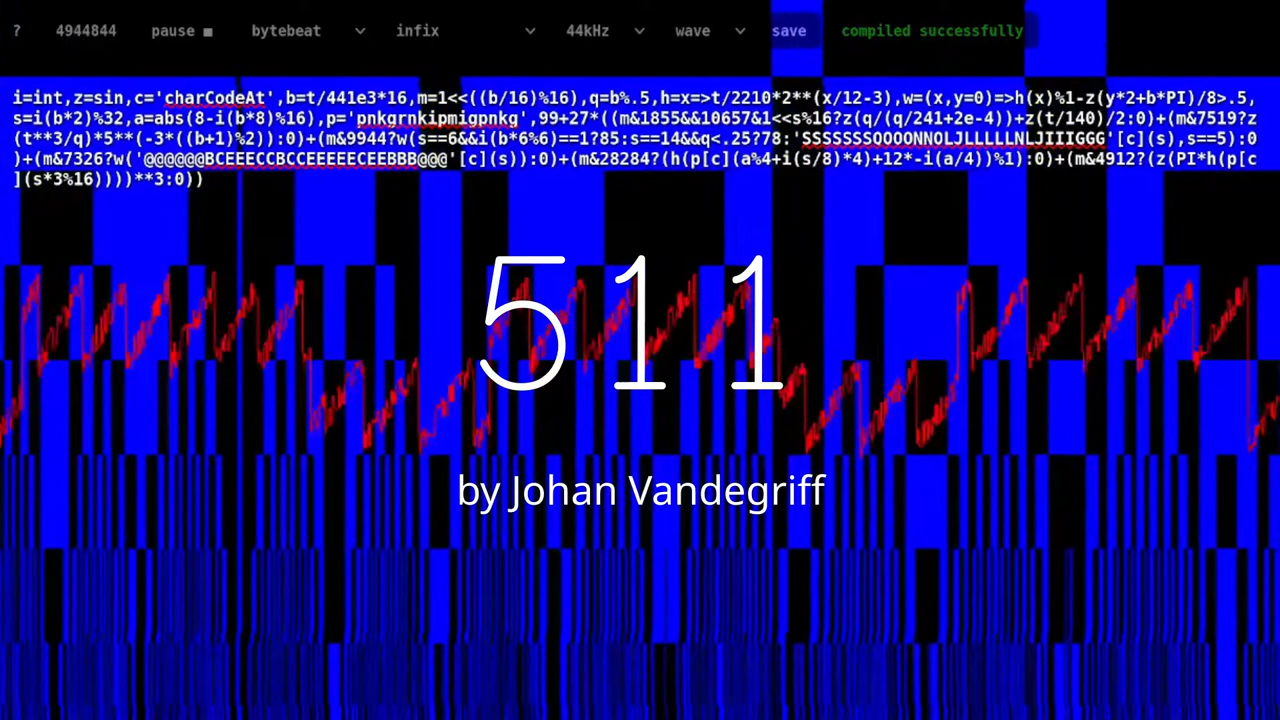 ? 4944844 pause ■ bytebeat infix 44kHz wave save compiled successfully
i=int,z=sin,c='charCodeAt',b=t/441e3*16,m=1<<((b/16)%16),q=b%.5,h=x=>t/2210*2**(x/12-3),w=(x,y=0)=>h(x)%1-z(y*2+b*PI)/8>.5,
s=i(b*2)%32,a=abs(8-i(b*8)%16),p='pnkgrnkipmigpnkg',99+27*((m&1855&&10657&1<<s%16?z(q/(q/241+2e-4))+z(t/140)/2:0)+(m&7519?z
(t**3/q)*5**(-3*((b+1)%2)):0)+(m&9944?w(s==6&&i(b*6%6)==1?85:s==14&&q<.25?78:'SSSSSSSOOOONNOLJLLLLLNLJIIIGGG'[c](s),s==5):0
)+(m&7326?w('@@@@@@BCEEECCBCCEEEEECEEBBB@@@'[c](s)):0)+(m&28284?(h(p[c](a%4+i(s/8)*4)+12*-i(a/4))%1):0)+(m&4912?(z(PI*h(p[c
](s*3%16))))**3:0))
511
by Johan Vandegriff